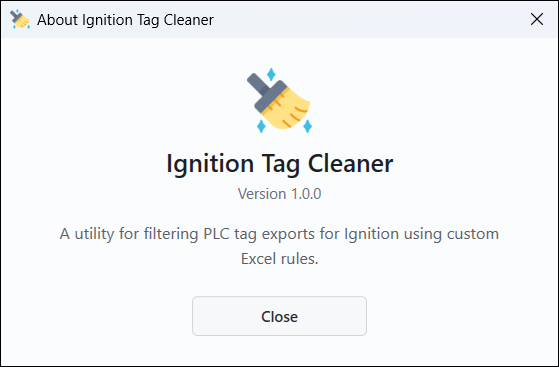 About Ignition Tag Cleaner
Ignition Tag Cleaner
Version 1.0.0
A utility for filtering PLC tag exports for Ignition using custom
Excel rules.
Close